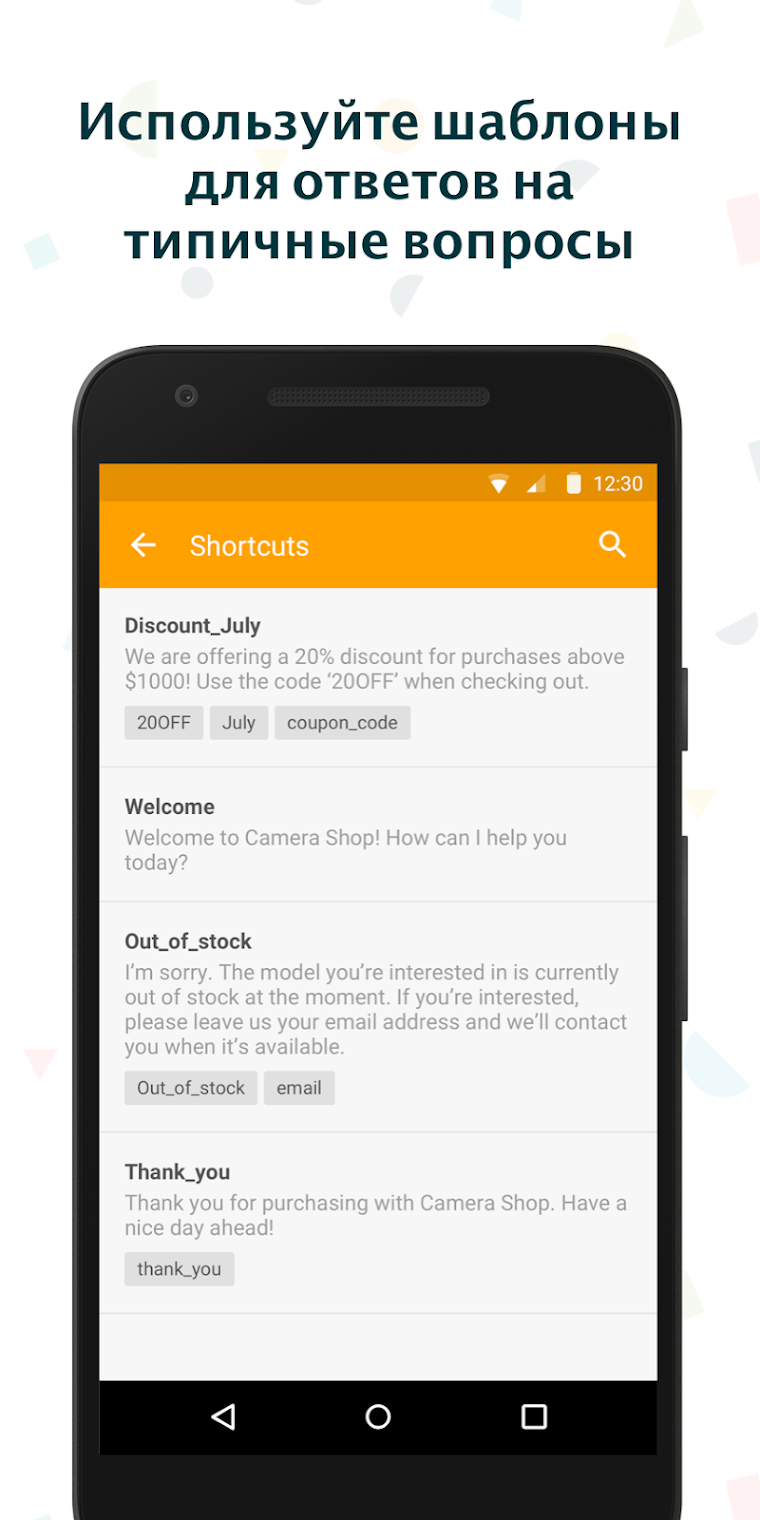 Используйте шаблоны
для ответов на
типичные вопросы
12:30
Shortcuts
Discount_July
We are offering a 20% discount for purchases above
$1000! Use the code ‘20OFF’ when checking out.
20OFF July coupon_code
Welcome
Welcome to Camera Shop! How can I help you
today?
Out_of_stock
I’m sorry. The model you’re interested in is currently
out of stock at the moment. If you’re interested,
please leave us your email address and we’ll contact
you when it’s available.
Out_of_stock email
Thank_you
Thank you for purchasing with Camera Shop. Have a
nice day ahead!
thank_you